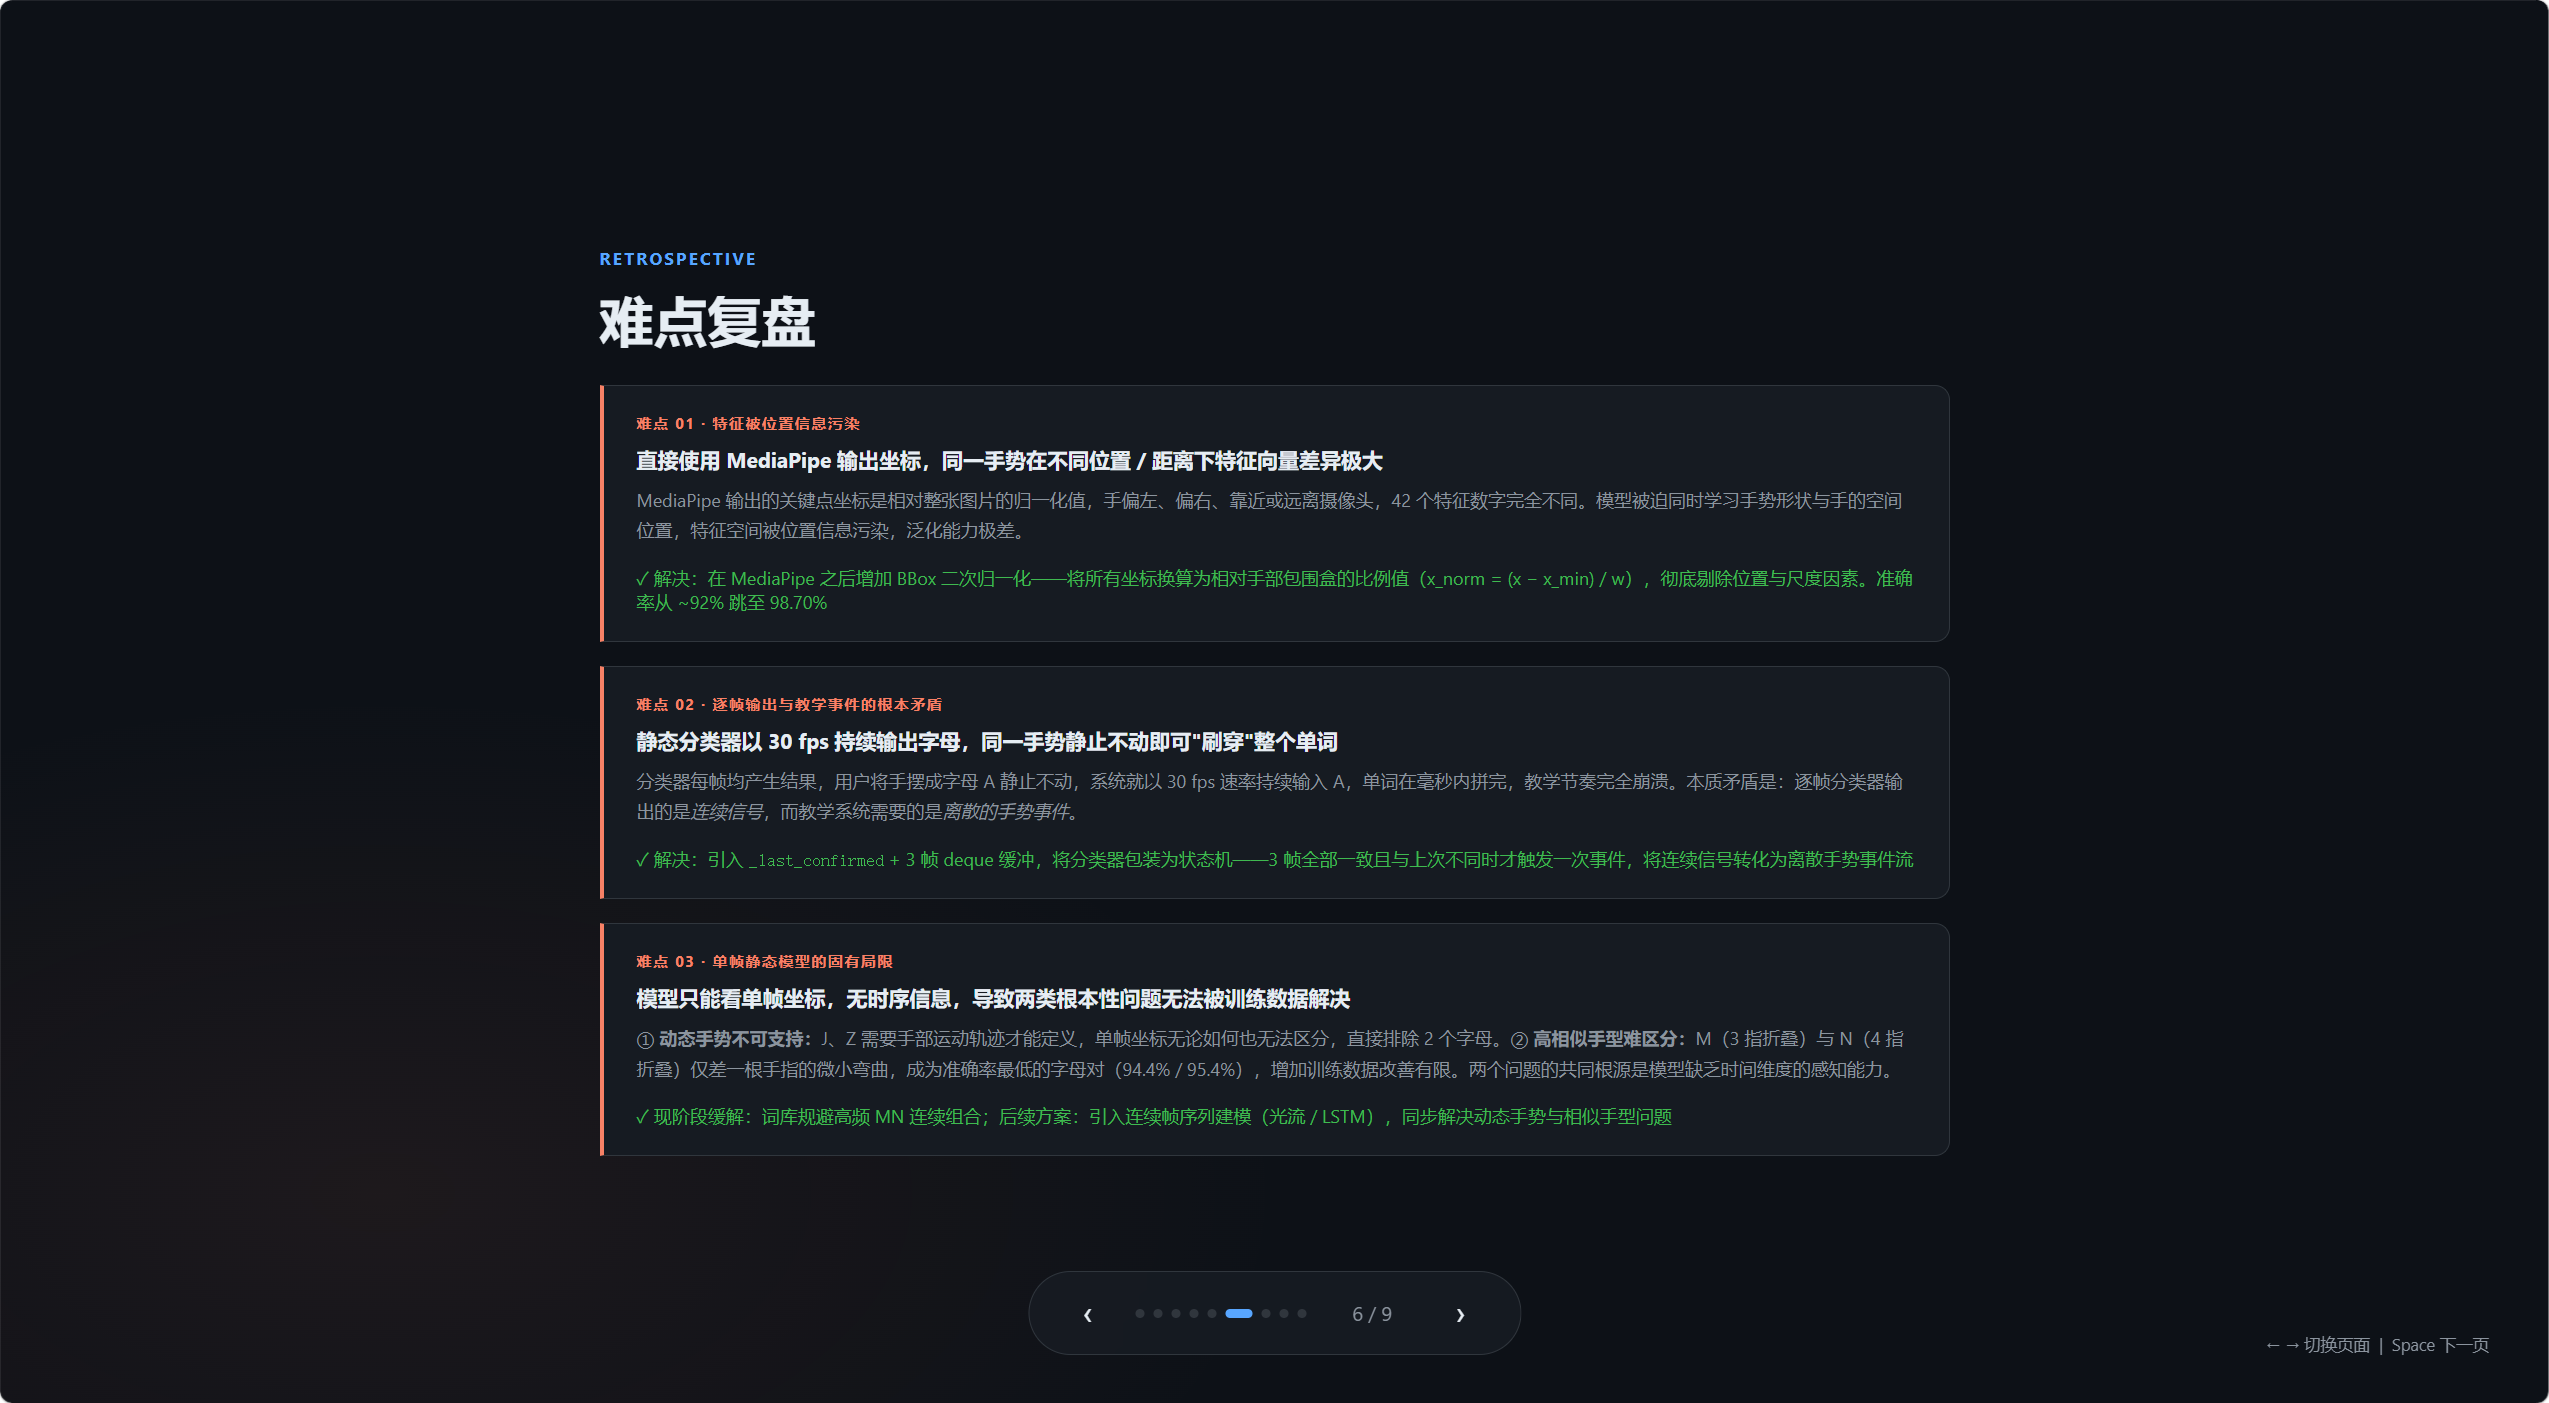 RETROSPECTIVE
难点复盘
难点 01 · 特征被位置信息污染
直接使用 MediaPipe 输出坐标，同一手势在不同位置 / 距离下特征向量差异极大
MediaPipe 输出的关键点坐标是相对整张图片的归一化值，手偏左、偏右、靠近或远离摄像头，42 个特征数字完全不同。模型被迫同时学习手势形状与手的空间
位置，特征空间被位置信息污染，泛化能力极差。
✓ 解决：在 MediaPipe 之后增加 BBox 二次归一化——将所有坐标换算为相对手部包围盒的比例值（x_norm = (x − x_min) / w），彻底剔除位置与尺度因素。准确
率从 ~92% 跳至 98.70%
难点 02 · 逐帧输出与教学事件的根本矛盾
静态分类器以 30 fps 持续输出字母，同一手势静止不动即可"刷穿"整个单词
分类器每帧均产生结果，用户将手摆成字母 A 静止不动，系统就以 30 fps 速率持续输入 A，单词在毫秒内拼完，教学节奏完全崩溃。本质矛盾是：逐帧分类器输
出的是连续信号，而教学系统需要的是离散的手势事件。
✓ 解决：引入 _last_confirmed + 3 帧 deque 缓冲，将分类器包装为状态机——3 帧全部一致且与上次不同时才触发一次事件，将连续信号转化为离散手势事件流
难点 03 · 单帧静态模型的固有局限
模型只能看单帧坐标，无时序信息，导致两类根本性问题无法被训练数据解决
① 动态手势不可支持：J、Z 需要手部运动轨迹才能定义，单帧坐标无论如何也无法区分，直接排除 2 个字母。② 高相似手型难区分：M（3 指折叠）与 N（4 指
折叠）仅差一根手指的微小弯曲，成为准确率最低的字母对（94.4% / 95.4%），增加训练数据改善有限。两个问题的共同根源是模型缺乏时间维度的感知能力。
✓ 现阶段缓解：词库规避高频 MN 连续组合；后续方案：引入连续帧序列建模（光流 / LSTM），同步解决动态手势与相似手型问题
‹ 6 / 9 ›
← → 切换页面 | Space 下一页